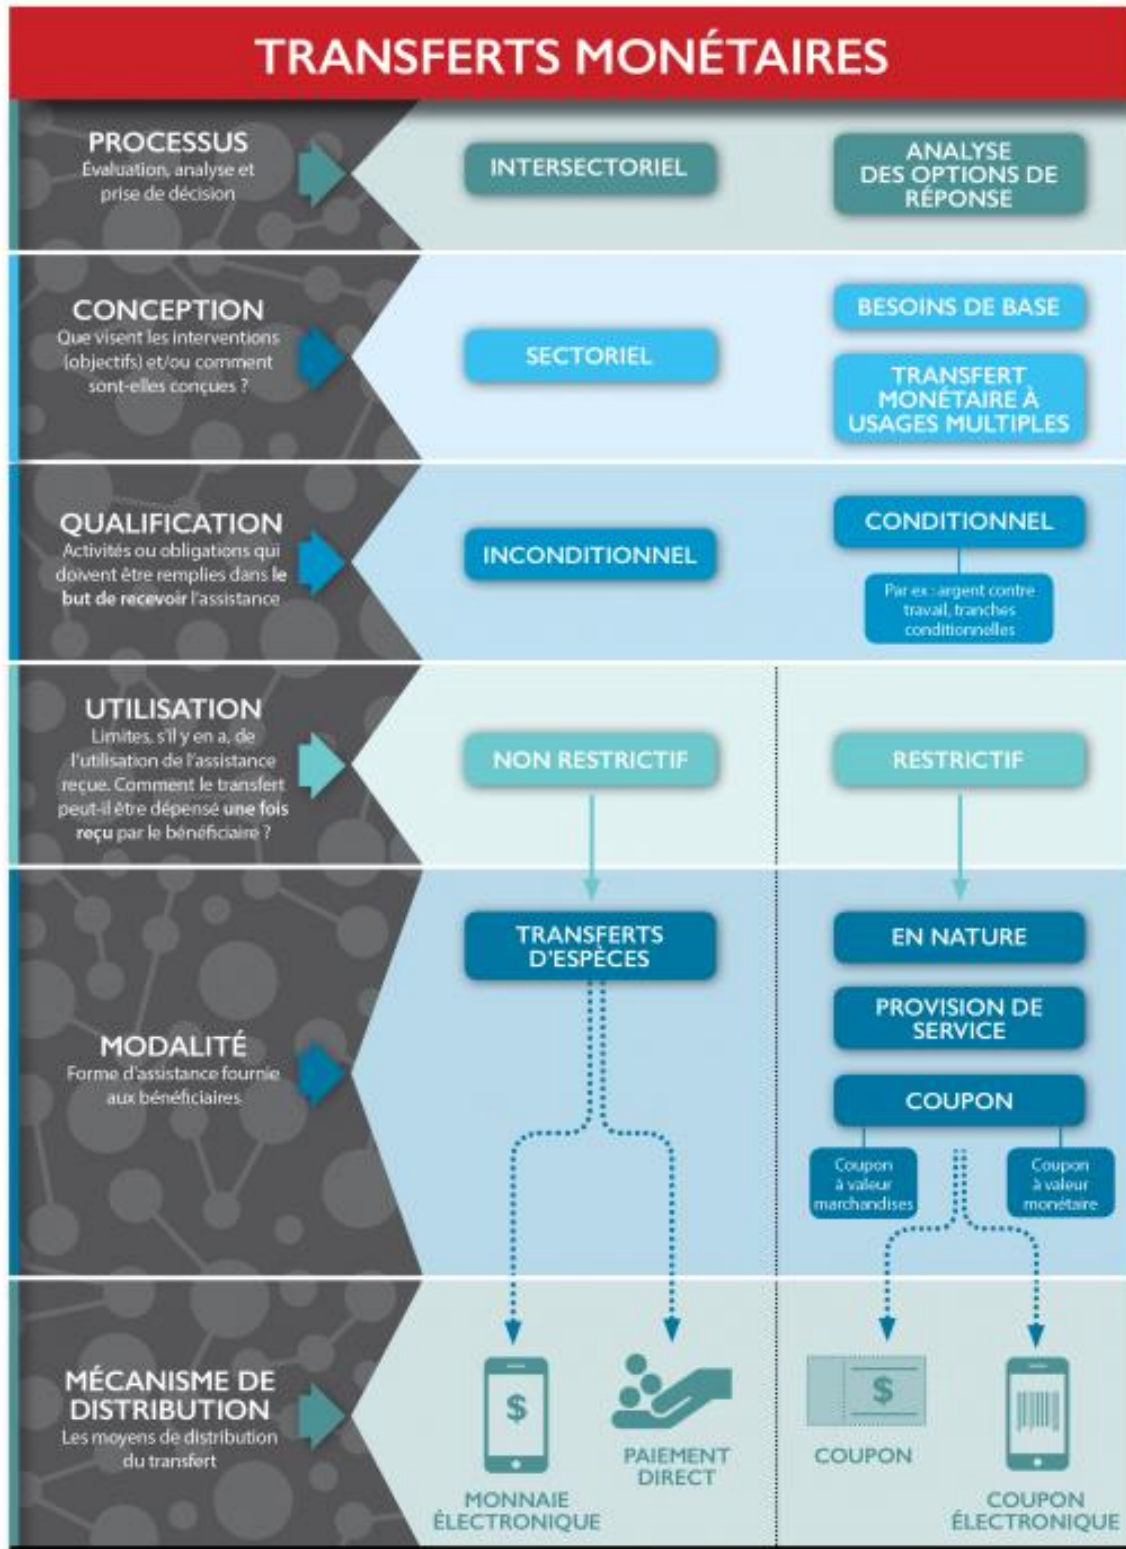 TRANSFERTS MONÉTAIRES
PROCESSUS
Évaluation, analyse et
prise de décision
INTERSECTORIEL
ANALYSE
DES OPTIONS DE
RÉPONSE
CONCEPTION
Que visent les interventions
(objectifs) et/ou comment
sont-elles conçues ?
SECTORIEL
BESOINS DE BASE
TRANSFERT
MONÉTAIRE À
USAGES MULTIPLES
QUALIFICATION
Activités ou obligations qui
doivent être remplies dans le
but de recevoir l'assistance
INCONDITIONNEL
CONDITIONNEL
Par ex : argent contre
travail, tranches
conditionnelles
UTILISATION
Limites, s'il y en a, de
l'utilisation de l'assistance
reçue. Comment le transfert
peut-il être dépensé une fois
reçu par le bénéficiaire ?
NON RESTRICTIF
RESTRICTIF
MODALITÉ
Forme d'assistance fournie
aux bénéficiaires
TRANSFERTS
D'ESPÈCES
EN NATURE
PROVISION DE
SERVICE
COUPON
Coupon
à valeur
marchandises
Coupon
à valeur
monétaire
MÉCANISME DE
DISTRIBUTION
Les moyens de distribution
du transfert
$
MONNAIE
ÉLECTRONIQUE
PAIEMENT
DIRECT
$
COUPON
COUPON
ÉLECTRONIQUE